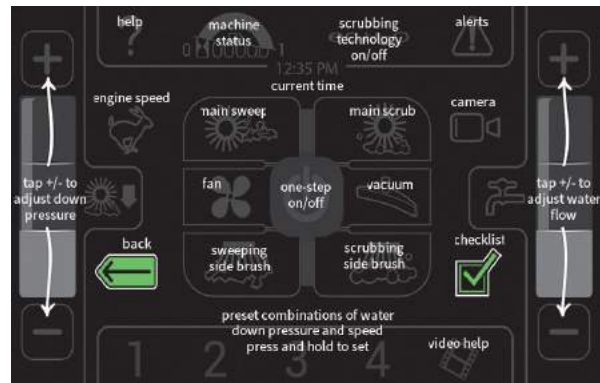 help
machine
status
scrubbing
technology
on/off
alerts
12:35 PM
current time
engine speed
main sweep
main scrub
camera
tap +/- to
adjust down
pressure
fan
one-step
on/off
vacuum
tap +/- to
adjust water
flow
back
sweeping
side brush
scrubbing
side brush
checklist
preset combinations of water
down pressure and speed
press and hold to set
1 2 3 4
video help